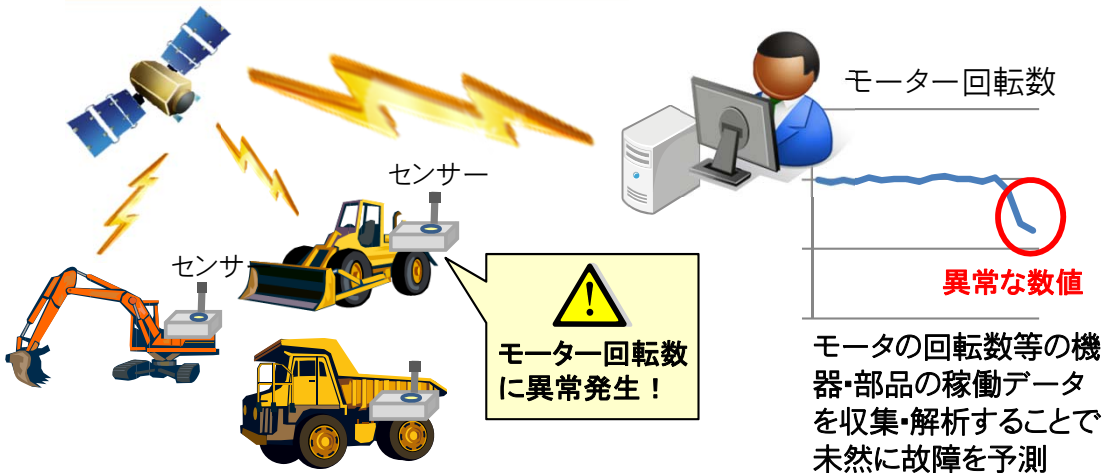 モーター回転数
センサー
センサ
異常な数値
!
モーター回転数
に異常発生！
モータの回転数等の機
器・部品の稼働データ
を収集・解析することで
未然に故障を予測